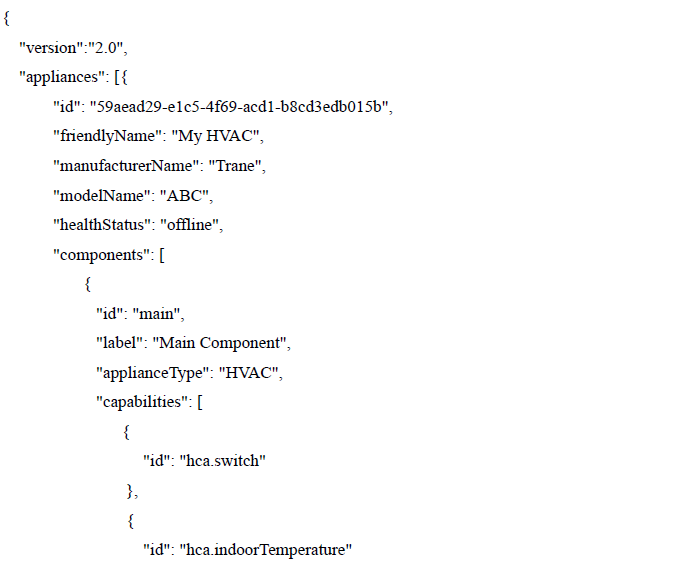 {
"version":"2.0",
"appliances": [{
"id": "59aead29-e1c5-4f69-acd1-b8cd3edb015b",
"friendlyName": "My HVAC",
"manufacturerName": "Trane",
"modelName": "ABC",
"healthStatus": "offline",
"components": [
{
"id": "main",
"label": "Main Component",
"applianceType": "HVAC",
"capabilities": [
{
"id": "hca.switch"
},
{
"id": "hca.indoorTemperature"